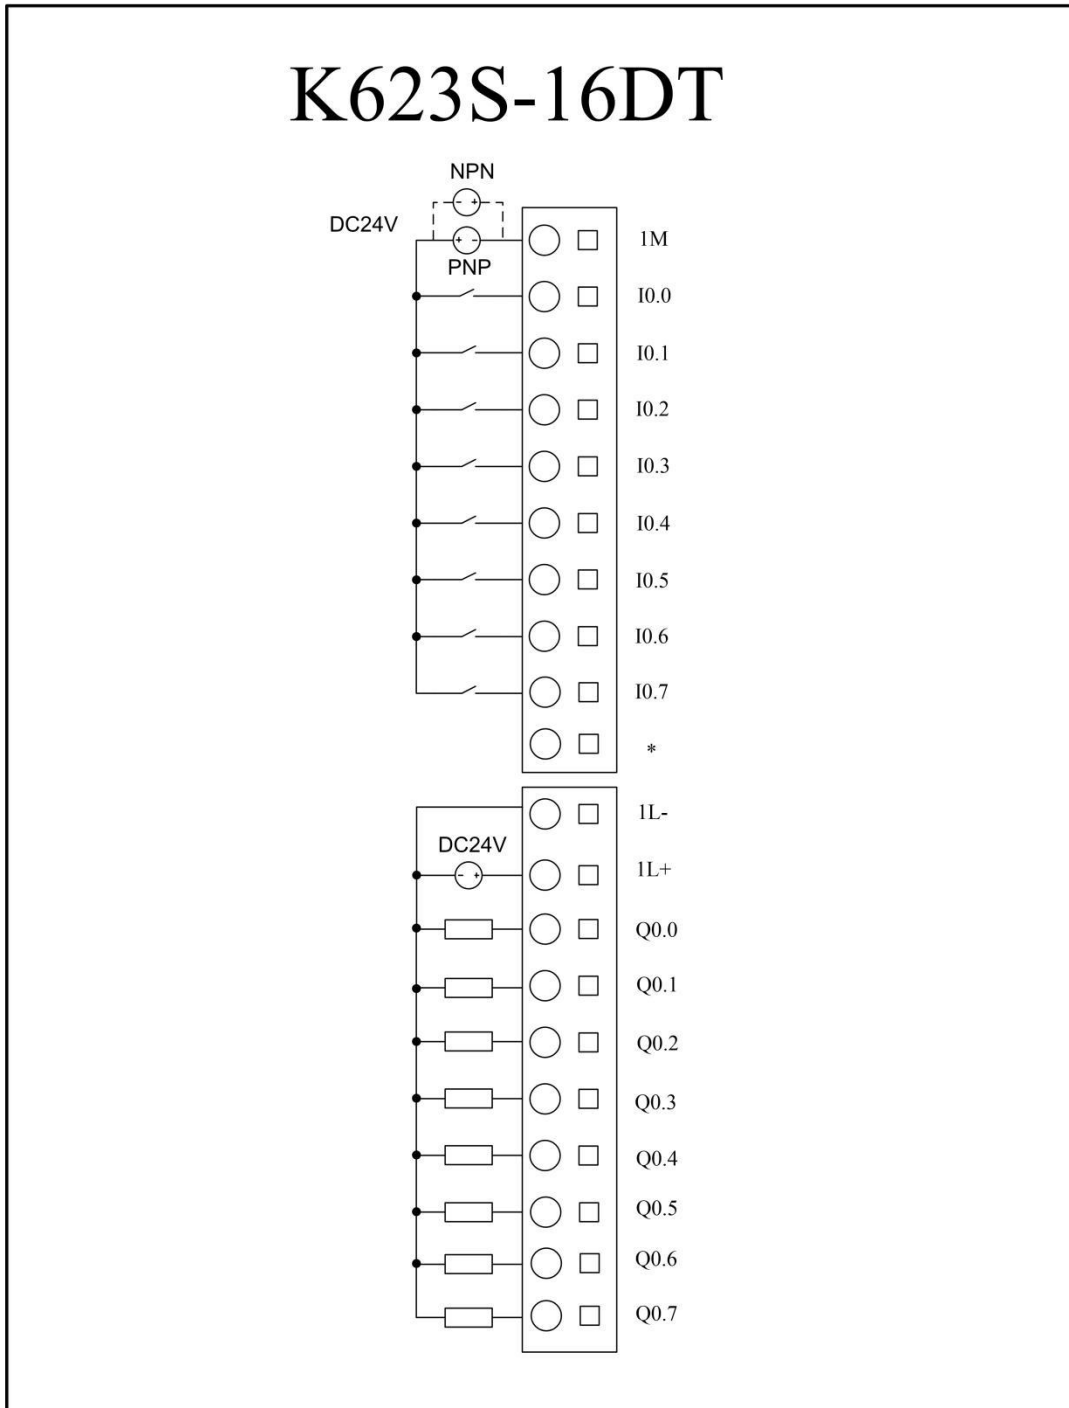 K623S-16DT
NPN
DC24V
1M
PNP
I0.0
I0.1
I0.2
I0.3
I0.4
I0.5
I0.6
I0.7
*
1L-
DC24V
1L+
Q0.0
Q0.1
Q0.2
Q0.3
Q0.4
Q0.5
Q0.6
Q0.7